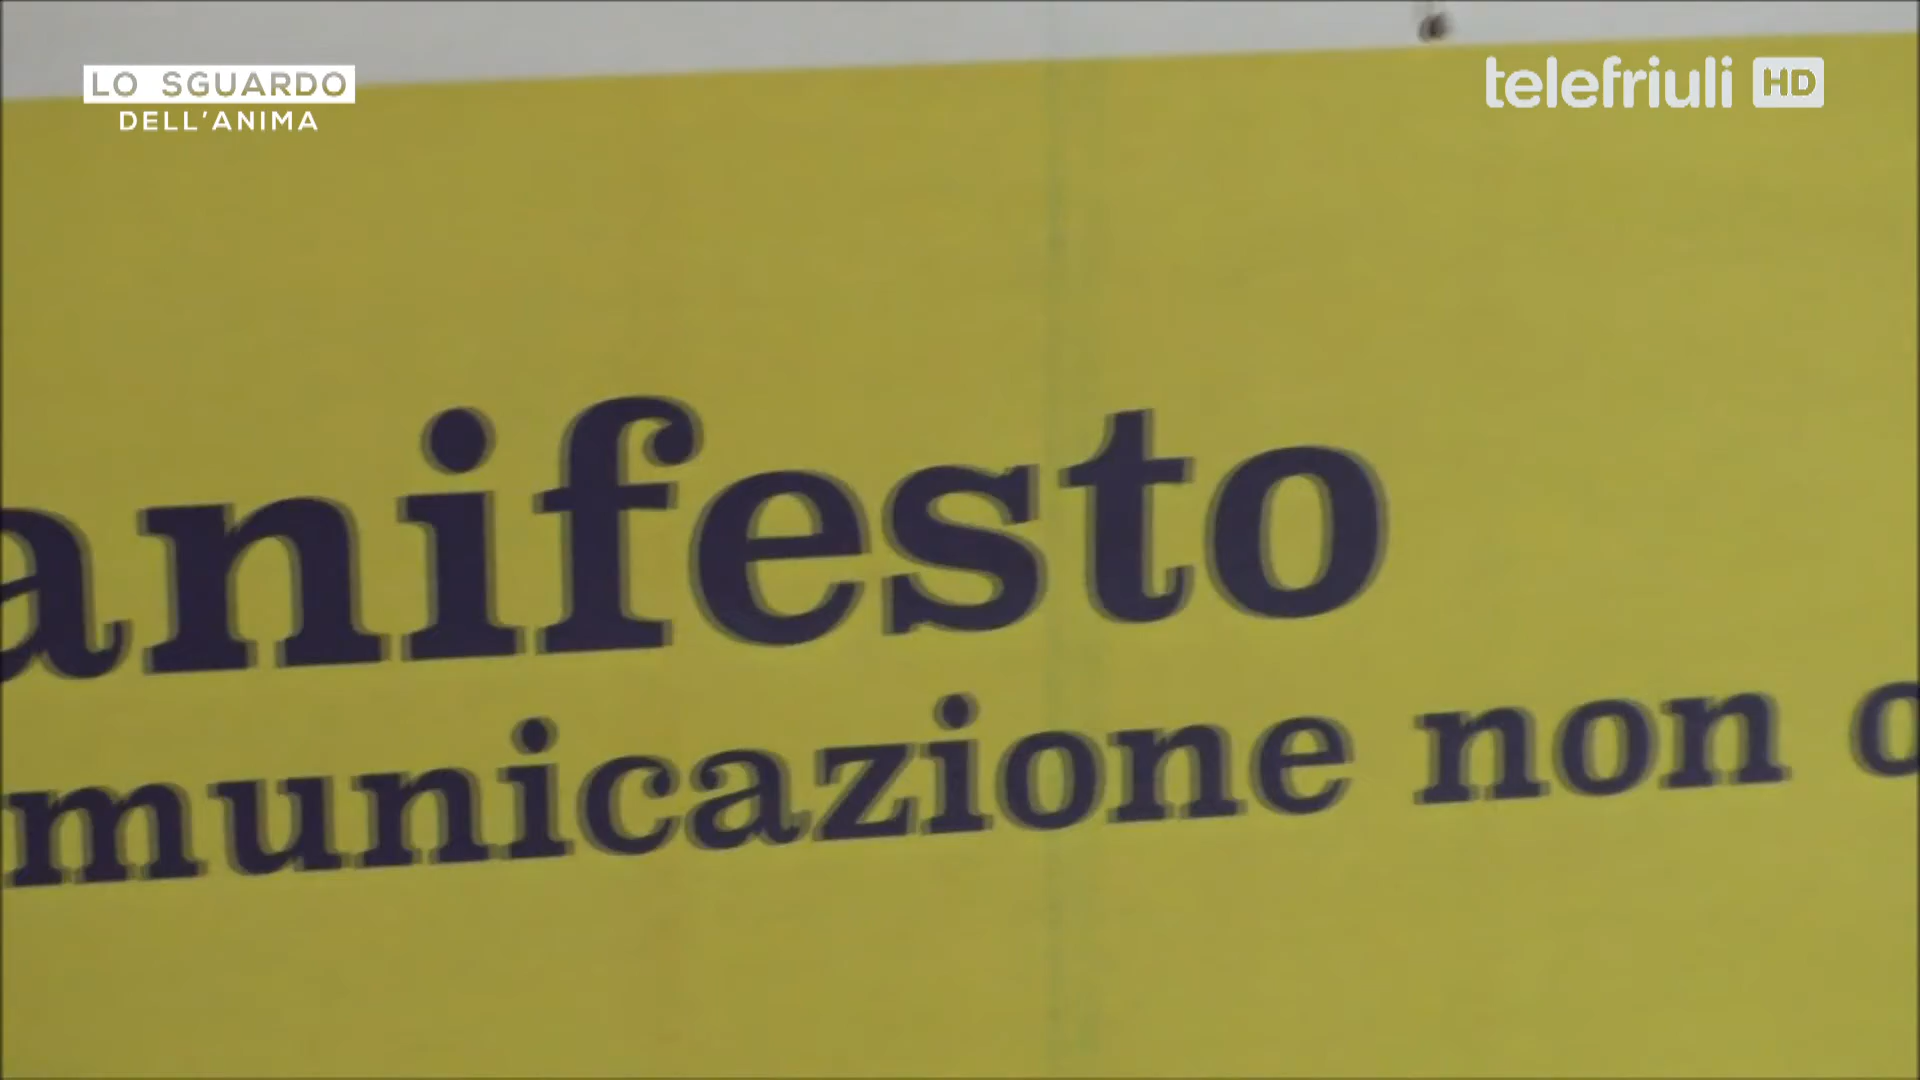 LO SGUARDO
DELL'ANIMA
telefriuli HD
anifesto
municazione non o